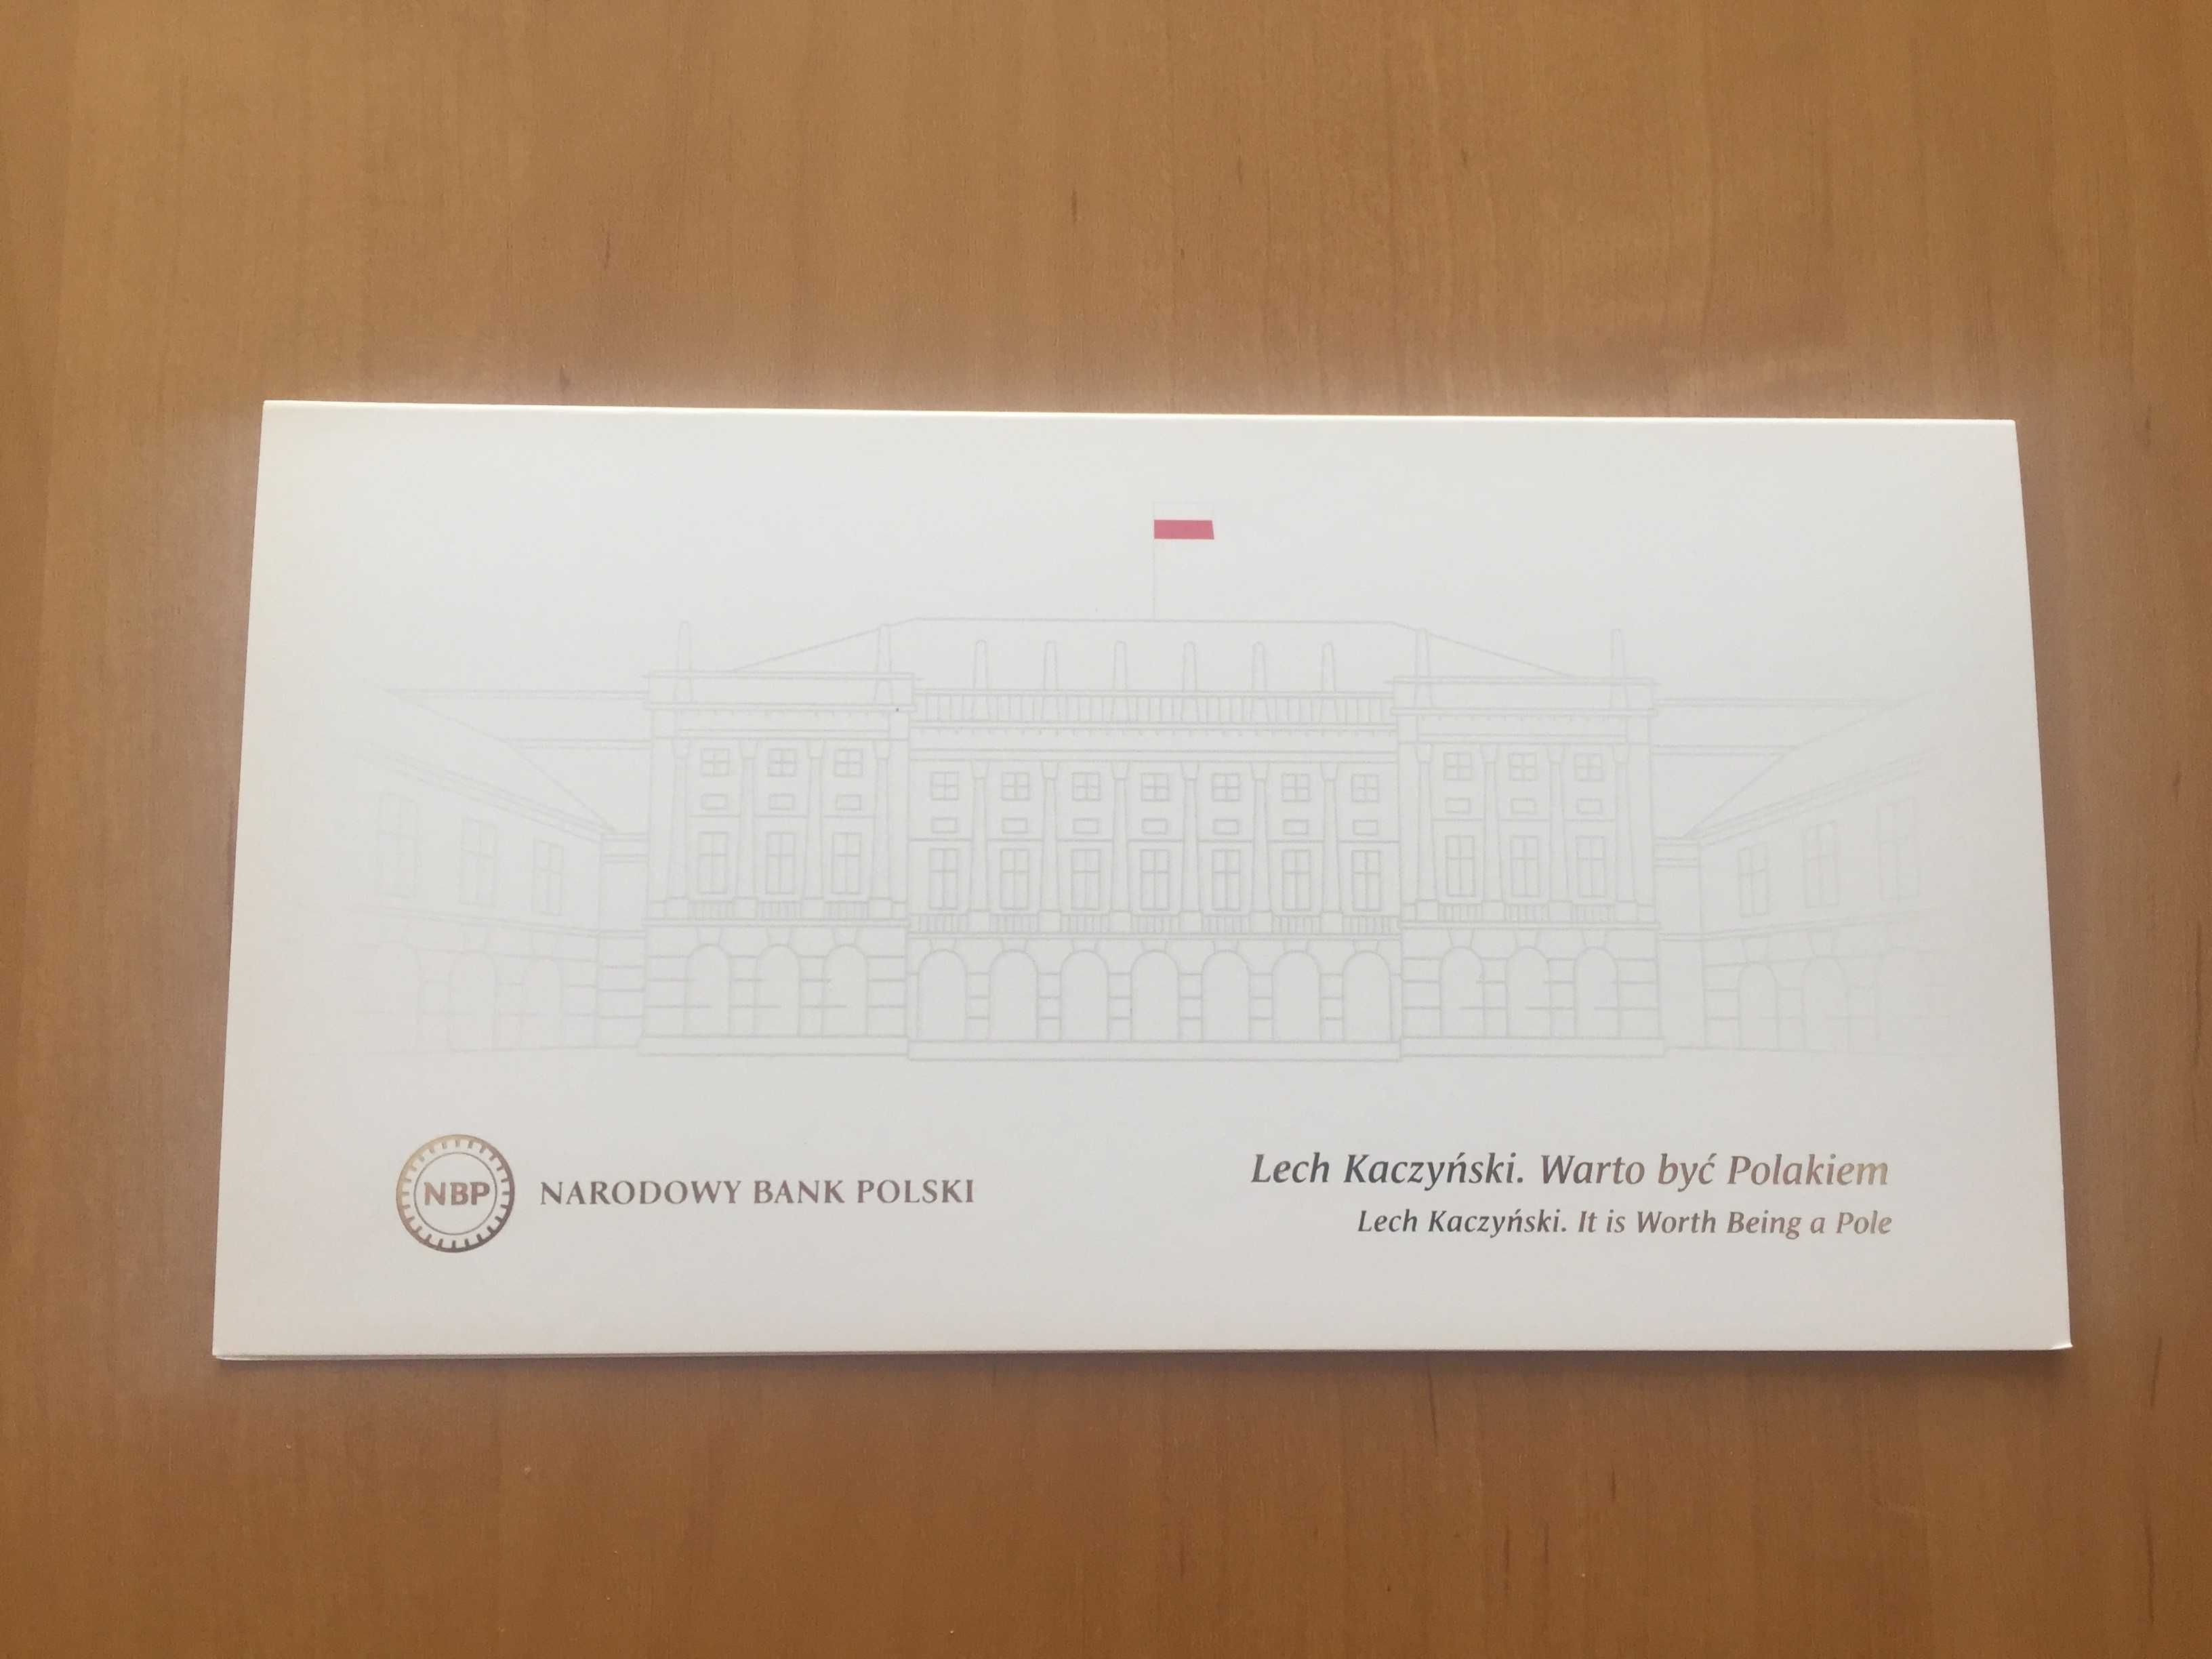 NBP NARODOWY BANK POLSKI
Lech Kaczyński. Warto być Polakiem
Lech Kaczyński. It is Worth Being a Pole